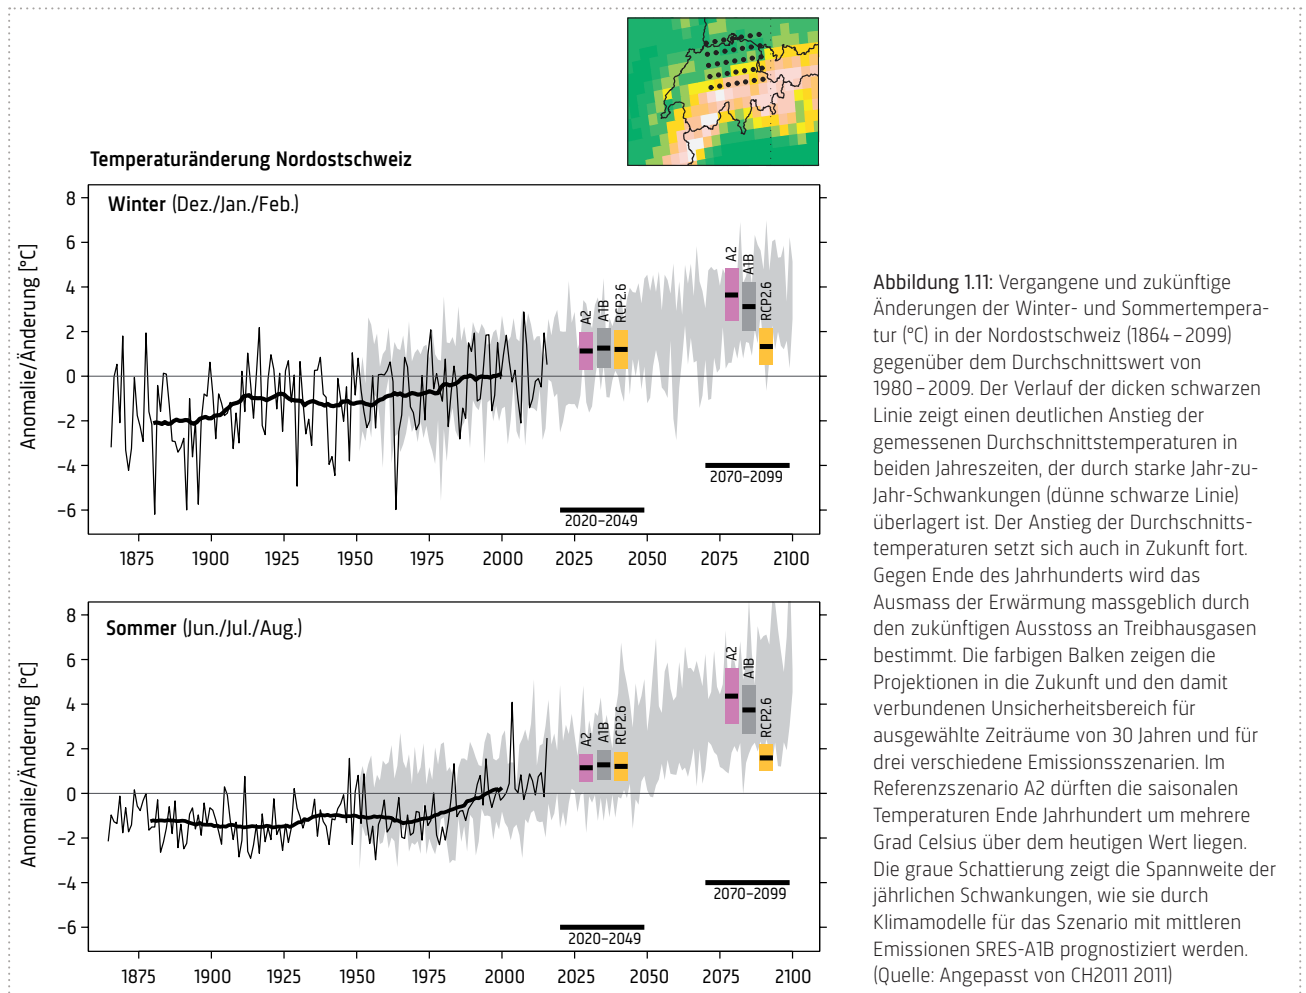 Temperaturänderung Nordostschweiz
Winter (Dez./Jan./Feb.)
Anomalie/Änderung [°C]
8
6
4
2
0
−2
−4
−6
A2
A1B
RCP2.6
A2
A1B
RCP2.6
2070–2099
2020–2049
1875 1900 1925 1950 1975 2000 2025 2050 2075 2100
Sommer (Jun./Jul./Aug.)
Anomalie/Änderung [°C]
8
6
4
2
0
−2
−4
−6
A2
A1B
RCP2.6
A2
A1B
RCP2.6
2070–2099
2020–2049
1875 1900 1925 1950 1975 2000 2025 2050 2075 2100
Abbildung 1.11: Vergangene und zukünftige
Änderungen der Winter- und Sommertempera-
tur (°C) in der Nordostschweiz (1864 – 2099)
gegenüber dem Durchschnittswert von
1980 – 2009. Der Verlauf der dicken schwarzen
Linie zeigt einen deutlichen Anstieg der
gemessenen Durchschnittstemperaturen in
beiden Jahreszeiten, der durch starke Jahr-zu-
Jahr-Schwankungen (dünne schwarze Linie)
überlagert ist. Der Anstieg der Durchschnitts-
temperaturen setzt sich auch in Zukunft fort.
Gegen Ende des Jahrhunderts wird das
Ausmass der Erwärmung massgeblich durch
den zukünftigen Ausstoss an Treibhausgasen
bestimmt. Die farbigen Balken zeigen die
Projektionen in die Zukunft und den damit
verbundenen Unsicherheitsbereich für
ausgewählte Zeiträume von 30 Jahren und für
drei verschiedene Emissionsszenarien. Im
Referenzszenario A2 dürften die saisonalen
Temperaturen Ende Jahrhundert um mehrere
Grad Celsius über dem heutigen Wert liegen.
Die graue Schattierung zeigt die Spannweite der
jährlichen Schwankungen, wie sie durch
Klimamodelle für das Szenario mit mittleren
Emissionen SRES-A1B prognostiziert werden.
(Quelle: Angepasst von CH2011 2011)